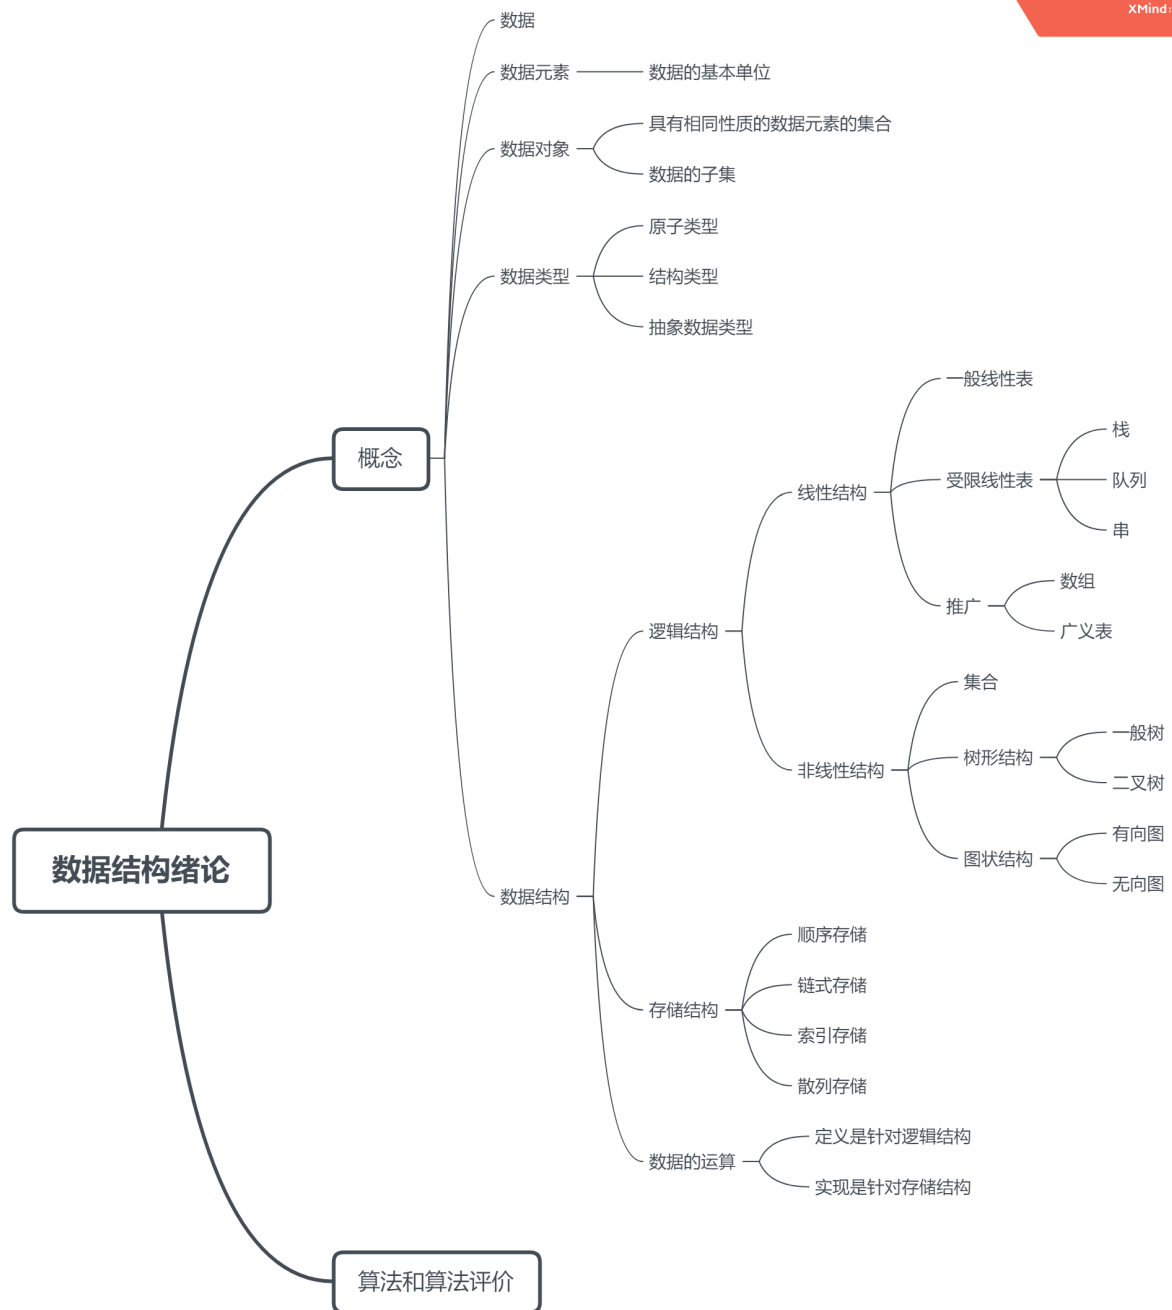 XMind:
数据
数据元素
数据的基本单位
数据对象
具有相同性质的数据元素的集合
数据的子集
数据类型
原子类型
结构类型
抽象数据类型
概念
数据结构
逻辑结构
线性结构
一般线性表
受限线性表
栈
队列
串
推广
数组
广义表
非线性结构
集合
树形结构
一般树
二叉树
图状结构
有向图
无向图
存储结构
顺序存储
链式存储
索引存储
散列存储
数据的运算
定义是针对逻辑结构
实现是针对存储结构
数据结构绪论
算法和算法评价